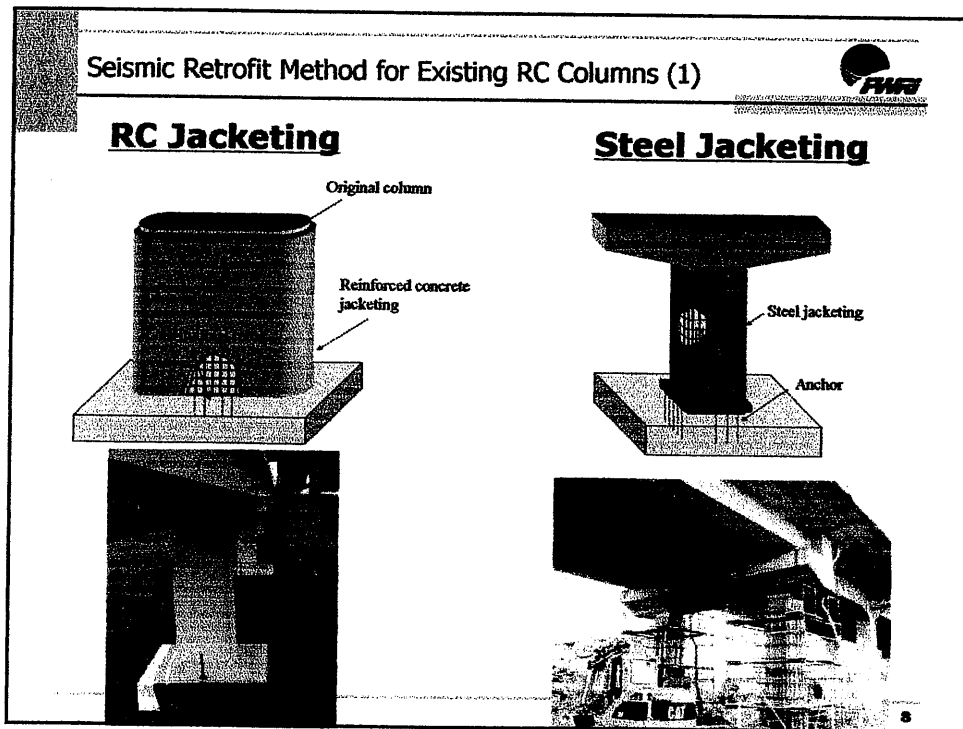 Seismic Retrofit Method for Existing RC Columns (1)
PWRI
RC Jacketing
Steel Jacketing
Original column
Reinforced concrete
jacketing
Steel jacketing
Anchor
CAT
8